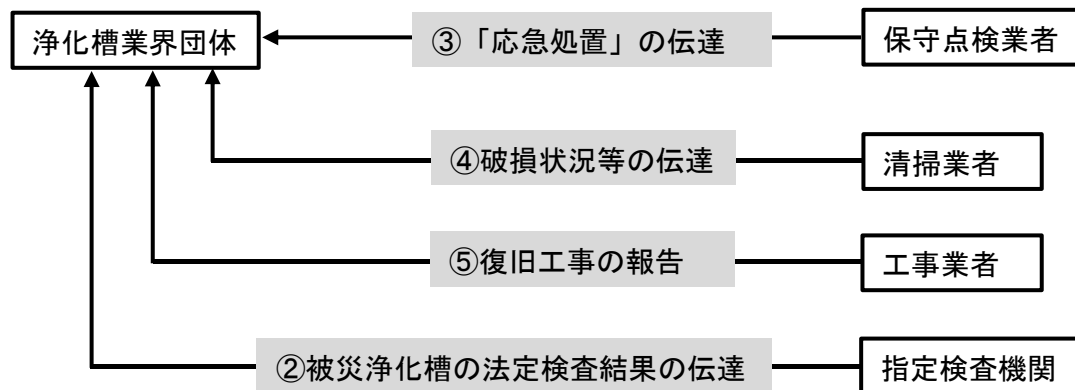 浄化槽業界団体
③「応急処置」の伝達
保守点検業者
④破損状況等の伝達
清掃業者
⑤復旧工事の報告
工事業者
②被災浄化槽の法定検査結果の伝達
指定検査機関